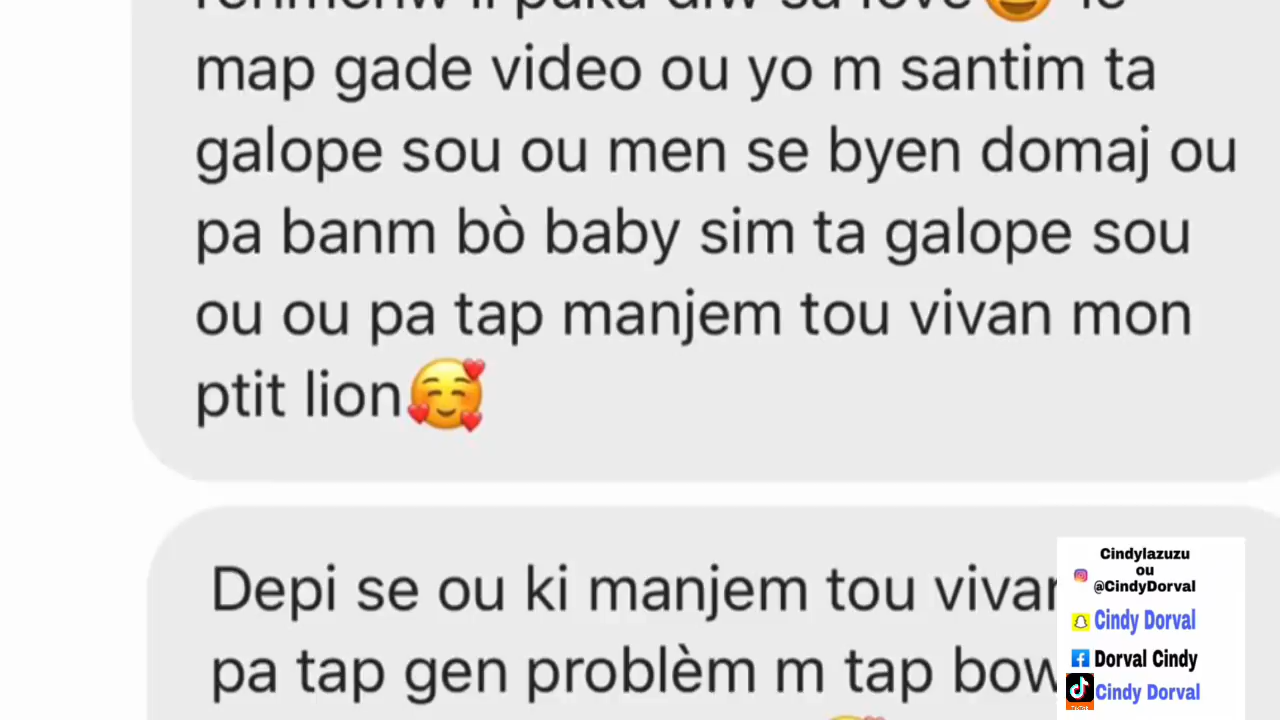 map gade video ou yo m santim ta
galope sou ou men se byen domaj ou
pa banm bò baby sim ta galope sou
ou ou pa tap manjem tou vivan mon
ptit lion🥰
Depi se ou ki manjem tou
pa tap gen problèm m tap
Cindylazuzu
ou
@CindyDorval
Cindy Dorval
Dorval Cindy
Cindy Dorval